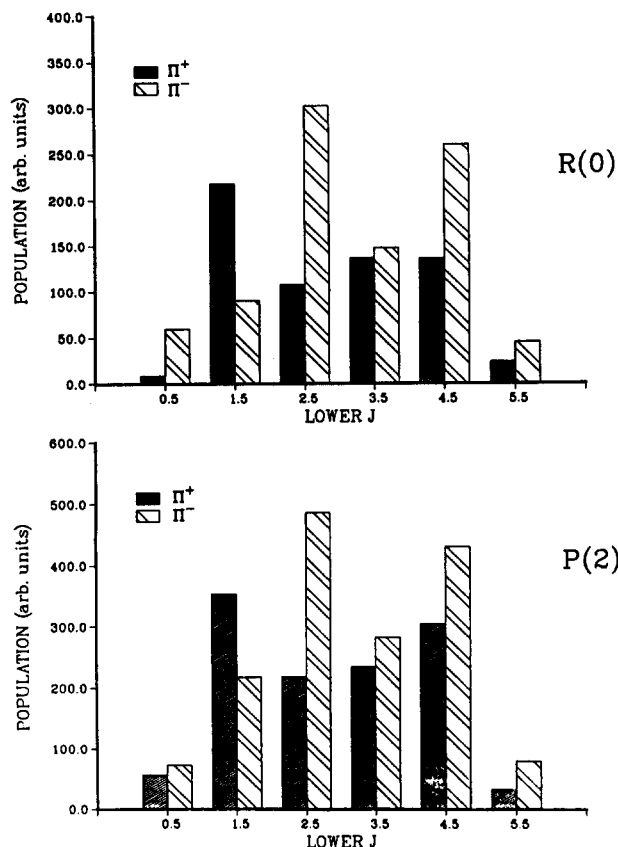 400.0
350.0
300.0
250.0
200.0
150.0
100.0
50.0
0.0
POPULATION (arb. units)
Π+
Π−
R(0)
0.5 1.5 2.5 3.5 4.5 5.5
LOWER J
600.0
500.0
400.0
300.0
200.0
100.0
0.0
POPULATION (arb. units)
Π+
Π−
P(2)
0.5 1.5 2.5 3.5 4.5 5.5
LOWER J